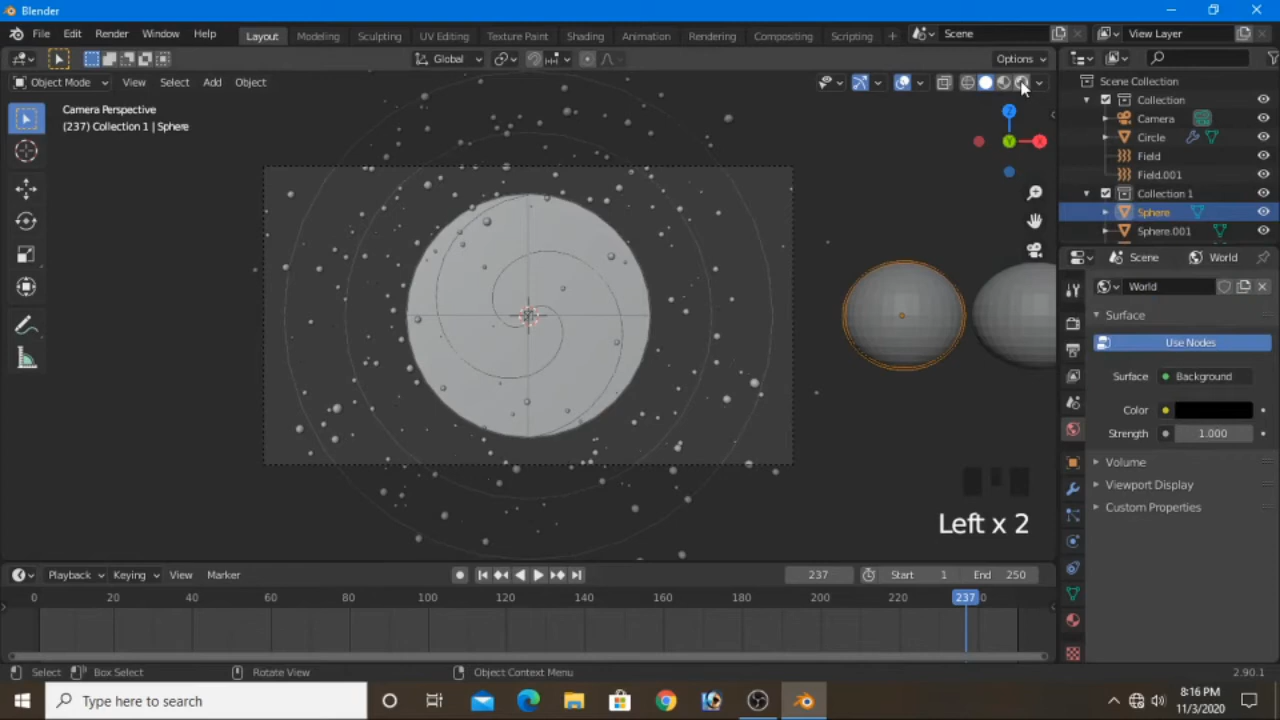 Blender
File Edit Render Window Help Layout Modeling Sculpting UV Editing Texture Paint Shading Animation Rendering Compositing Scripting + Scene View Layer
Global Options
Object Mode View Select Add Object
Camera Perspective
(237) Collection 1 | Sphere
Z
Y X
Scene Collection
Collection
Camera
Circle
Field
Field.001
Collection 1
Sphere
Sphere.001
Scene World
World
Surface
Use Nodes
Surface Background
Color
Strength 1.000
Volume
Viewport Display
Custom Properties
Left x 2
Playback Keying View Marker 237 Start 1 End 250
0 20 40 60 80 100 120 140 160 180 200 220 237 0
Select Box Select Rotate View Object Context Menu 2.90.1
Type here to search
8:16 PM
11/3/2020